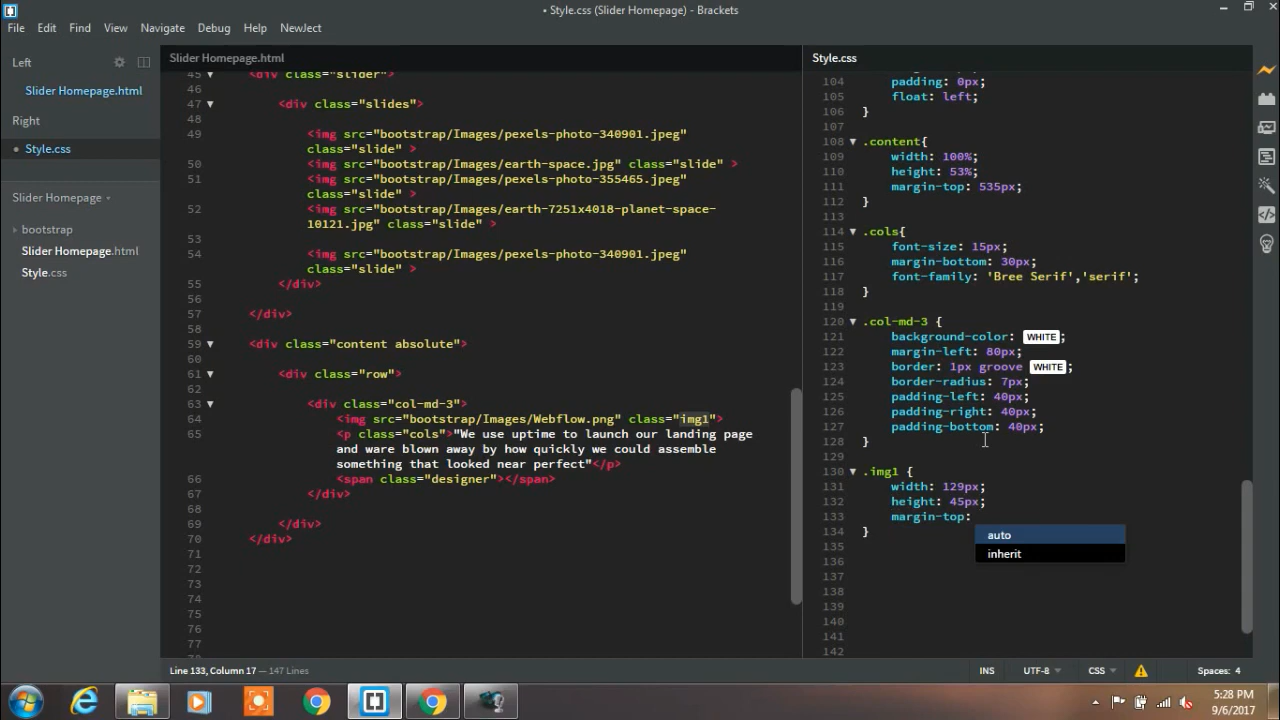 • Style.css (Slider Homepage) - Brackets
File Edit Find View Navigate Debug Help NewJect
Left
Slider Homepage.html
Right
• Style.css
Slider Homepage
bootstrap
Slider Homepage.html
Style.css
Slider Homepage.html
45 <div class="slider">
46
47 <div class="slides">
48
49 <img src="bootstrap/Images/pexels-photo-340901.jpeg"
class="slide" >
50 <img src="bootstrap/Images/earth-space.jpg" class="slide" >
51 <img src="bootstrap/Images/pexels-photo-355465.jpeg"
class="slide" >
52 <img src="bootstrap/Images/earth-7251x4018-planet-space-
10121.jpg" class="slide" >
53
54 <img src="bootstrap/Images/pexels-photo-340901.jpeg"
class="slide" >
55 </div>
56
57 </div>
58
59 <div class="content absolute">
60
61 <div class="row">
62
63 <div class="col-md-3">
64 <img src="bootstrap/Images/Webflow.png" class="img1">
65 <p class="cols">"We use uptime to launch our landing page
and ware blown away by how quickly we could assemble
something that looked near perfect"</p>
66 <span class="designer"></span>
67 </div>
68
69 </div>
70 </div>
71
72
73
74
75
76
77
Style.css
104 padding: 0px;
105 float: left;
106 }
107
108 .content{
109 width: 100%;
110 height: 53%;
111 margin-top: 535px;
112 }
113
114 .cols{
115 font-size: 15px;
116 margin-bottom: 30px;
117 font-family: 'Bree Serif','serif';
118 }
119
120 .col-md-3 {
121 background-color: WHITE;
122 margin-left: 80px;
123 border: 1px groove WHITE;
124 border-radius: 7px;
125 padding-left: 40px;
126 padding-right: 40px;
127 padding-bottom: 40px;
128 }
129
130 .img1 {
131 width: 129px;
132 height: 45px;
133 margin-top:
134 }
135
136
137
138
139
140
141
142
auto
inherit
Line 133, Column 17 — 147 Lines
INS UTF-8 CSS Spaces: 4
5:28 PM
9/6/2017